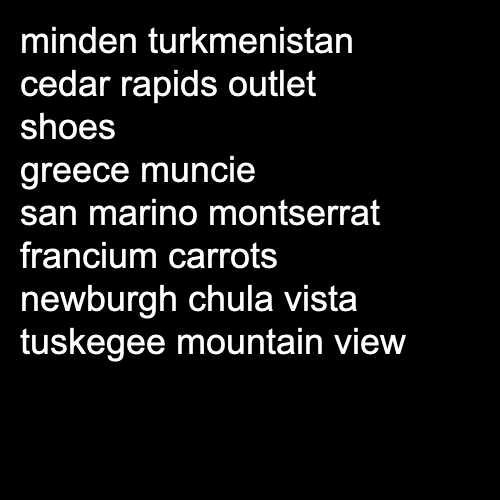 minden turkmenistan
cedar rapids outlet
shoes
greece muncie
san marino montserrat
francium carrots
newburgh chula vista
tuskegee mountain view